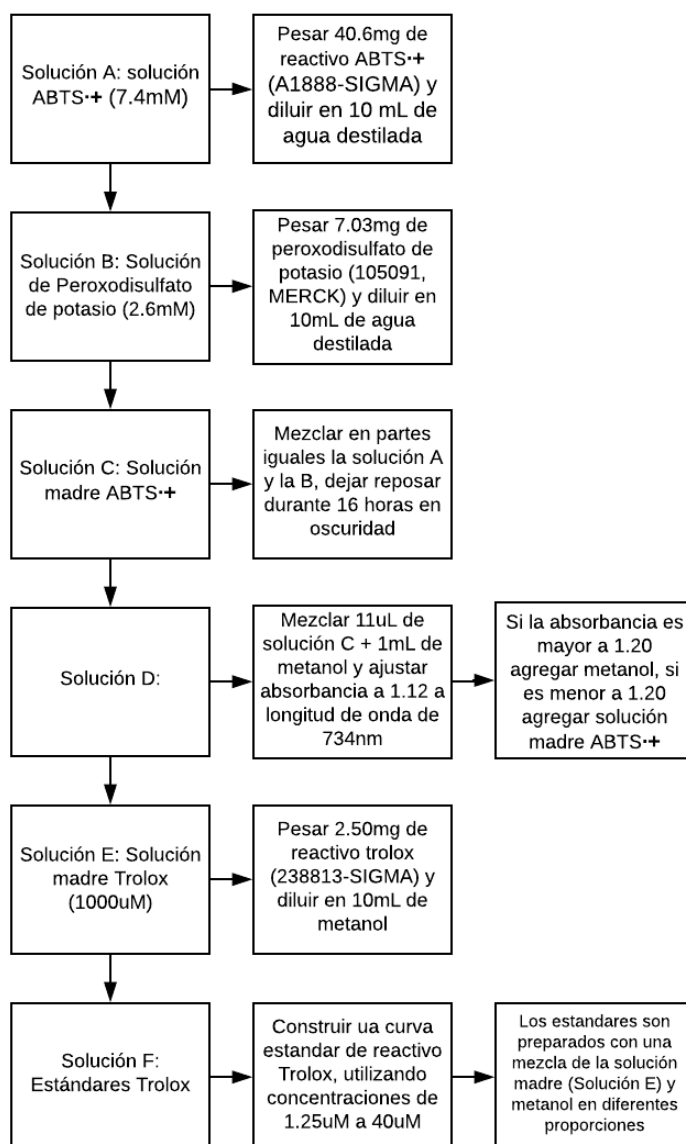 Solución A: solución
ABTS·+ (7.4mM)
Pesar 40.6mg de
reactivo ABTS·+
(A1888-SIGMA) y
diluir en 10 mL de
agua destilada
Solución B: Solución
de Peroxodisulfato
de potasio (2.6mM)
Pesar 7.03mg de
peroxodisulfato de
potasio (105091,
MERCK) y diluir en
10mL de agua
destilada
Solución C: Solución
madre ABTS·+
Mezclar en partes
iguales la solución A
y la B, dejar reposar
durante 16 horas en
oscuridad
Solución D:
Mezclar 11uL de
solución C + 1mL de
metanol y ajustar
absorbancia a 1.12 a
longitud de onda de
734nm
Si la absorbancia es
mayor a 1.20
agregar metanol, si
es menor a 1.20
agregar solución
madre ABTS·+
Solución E: Solución
madre Trolox
(1000uM)
Pesar 2.50mg de
reactivo trolox
(238813-SIGMA) y
diluir en 10mL de
metanol
Solución F:
Estándares Trolox
Construir ua curva
estandar de reactivo
Trolox, utilizando
concentraciones de
1.25uM a 40uM
Los estandares son
preparados con una
mezcla de la solución
madre (Solución E) y
metanol en diferentes
proporciones